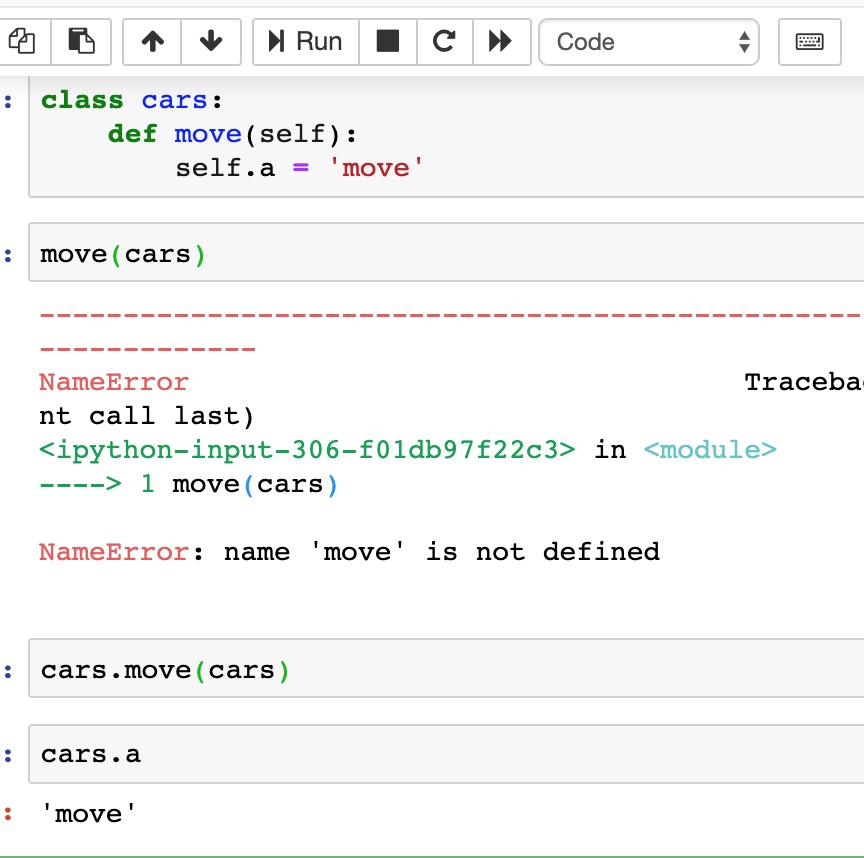 Run
Code
: class cars:
    def move(self):
        self.a = 'move'
: move(cars)
---------------------------------------------------
-------------
NameError                                 Traceba
nt call last)
<ipython-input-306-f01db97f22c3> in <module>
----> 1 move(cars)
NameError: name 'move' is not defined
: cars.move(cars)
: cars.a
: 'move'